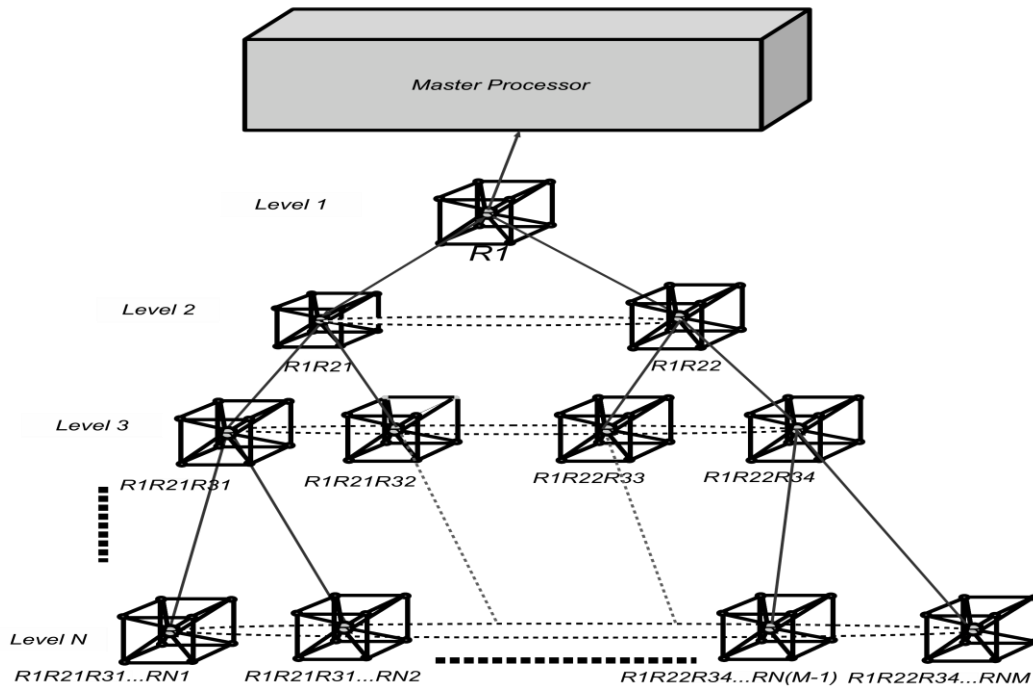 Master Processor
Level 1
R1
Level 2
R1R21
R1R22
Level 3
R1R21R31
R1R21R32
R1R22R33
R1R22R34
Level N
R1R21R31...RN1
R1R21R31...RN2
R1R22R34...RN(M-1)
R1R22R34...RNM